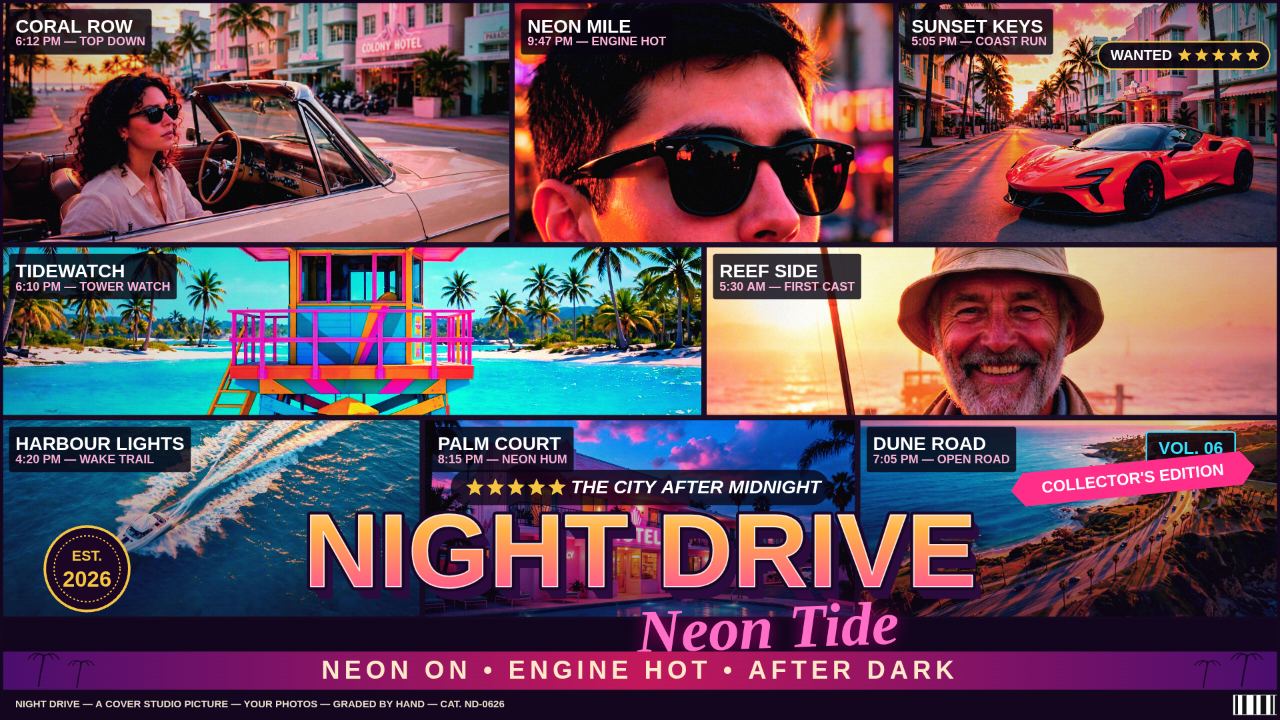 CORAL ROW
6:12 PM — TOP DOWN
COLONY HOTEL
NEON MILE
9:47 PM — ENGINE HOT
SUNSET KEYS
5:05 PM — COAST RUN
WANTED ★★★★★
TIDEWATCH
6:10 PM — TOWER WATCH
REEF SIDE
5:30 AM — FIRST CAST
HARBOUR LIGHTS
4:20 PM — WAKE TRAIL
PALM COURT
8:15 PM — NEON HUM
DUNE ROAD
7:05 PM — OPEN ROAD
VOL. 06
COLLECTOR'S EDITION
★★★★★ THE CITY AFTER MIDNIGHT
EST.
2026
NIGHT DRIVE
Neon Tide
NEON ON • ENGINE HOT • AFTER DARK
NIGHT DRIVE — A COVER STUDIO PICTURE — YOUR PHOTOS — GRADED BY HAND — CAT. ND-0626